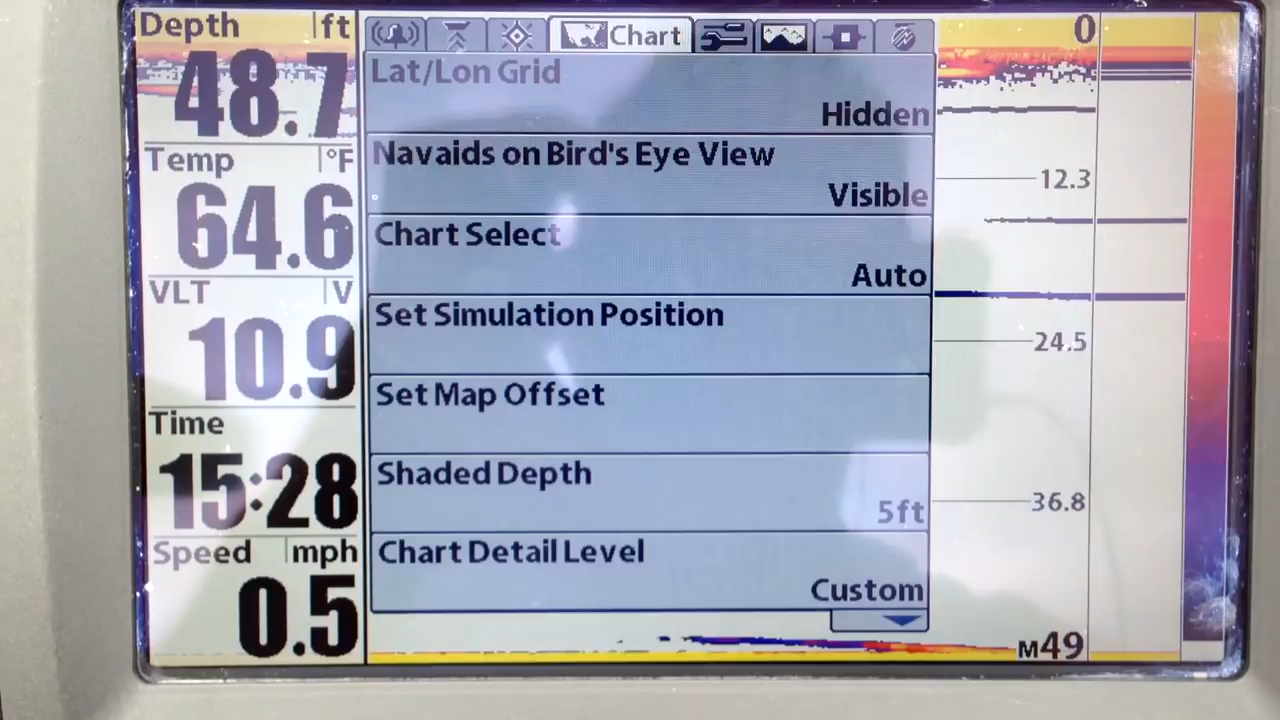 Depth ft
48.7
Temp °F
64.6
VLT V
10.9
Time
15:28
Speed mph
0.5
Chart
Lat/Lon Grid
Hidden
Navaids on Bird's Eye View
Visible
Chart Select
Auto
Set Simulation Position
Set Map Offset
Shaded Depth
5ft
Chart Detail Level
Custom
0
12.3
24.5
36.8
M49